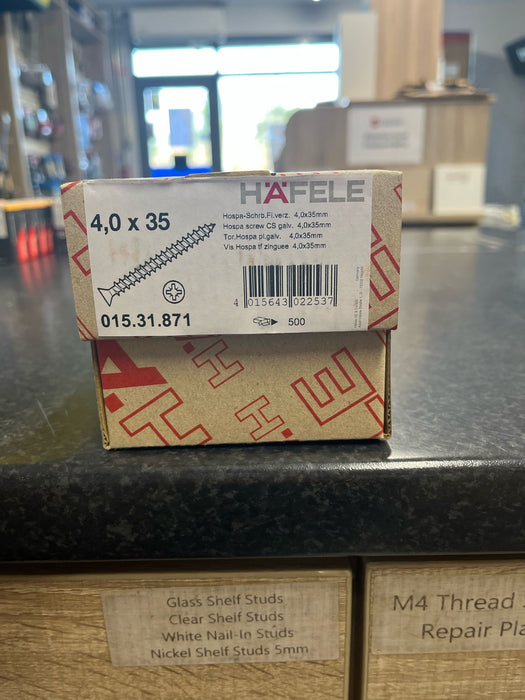 HÄFELE
4,0 x 35
Hospa-Schrb.Fl.verz. 4,0x35mm
Hospa screw CS galv. 4,0x35mm
Tor.Hospa pl.galv. 4,0x35mm
Vis Hospa tf zinguee 4,0x35mm
4 015643 022537
015.31.871
500
Glass Shelf Studs
Clear Shelf Studs
White Nail-In Studs
Nickel Shelf Studs 5mm
M4 Thread
Repair Pla